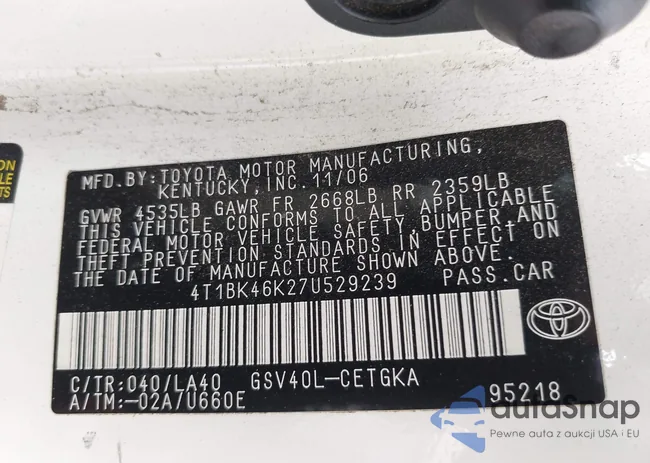 ON
LE
TS
MFD.BY:TOYOTA MOTOR MANUFACTURING,
KENTUCKY, INC. 11/06
GVWR 4535LB GAWR FR 2668LB RR 2359LB
THIS VEHICLE CONFORMS TO ALL APPLICABLE
FEDERAL MOTOR VEHICLE SAFETY,BUMPER,AND
THEFT PREVENTION STANDARDS IN EFFECT ON
THE DATE OF MANUFACTURE SHOWN ABOVE.
4T1BK46K27U529239 PASS.CAR
C/TR:040/LA40 GSV40L-CETGKA
A/TM:-02A/U660E 95218
autoSnap
Pewne auta z aukcji USA i EU